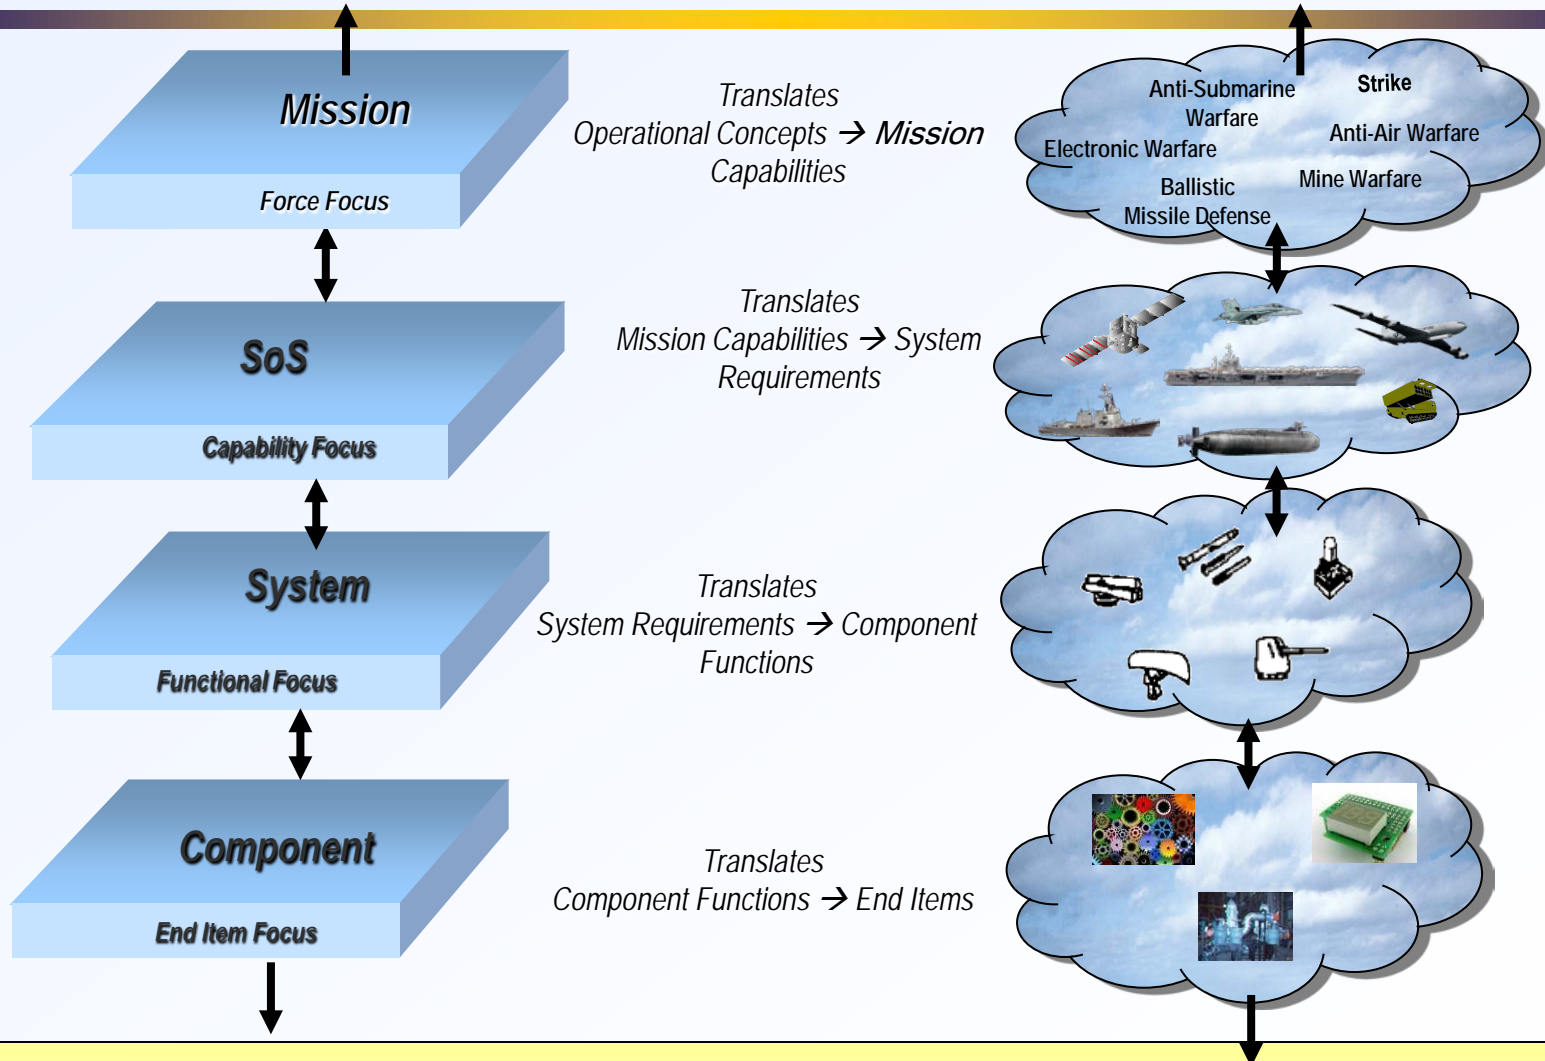 Mission
Force Focus
Translates
Operational Concepts → Mission
Capabilities
Anti-Submarine
Warfare
Strike
Electronic Warfare
Anti-Air Warfare
Ballistic
Missile Defense
Mine Warfare
SoS
Capability Focus
Translates
Mission Capabilities → System
Requirements
System
Functional Focus
Translates
System Requirements → Component
Functions
Component
End Item Focus
Translates
Component Functions → End Items